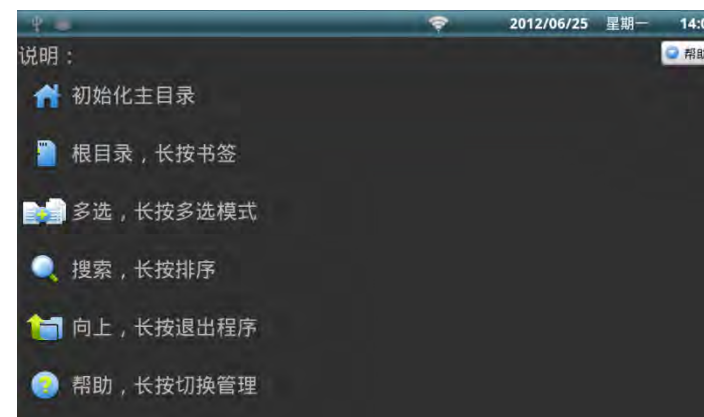 2012/06/25 星期一 14:0
说明：
帮助
初始化主目录
根目录，长按书签
多选，长按多选模式
搜索，长按排序
向上，长按退出程序
帮助，长按切换管理